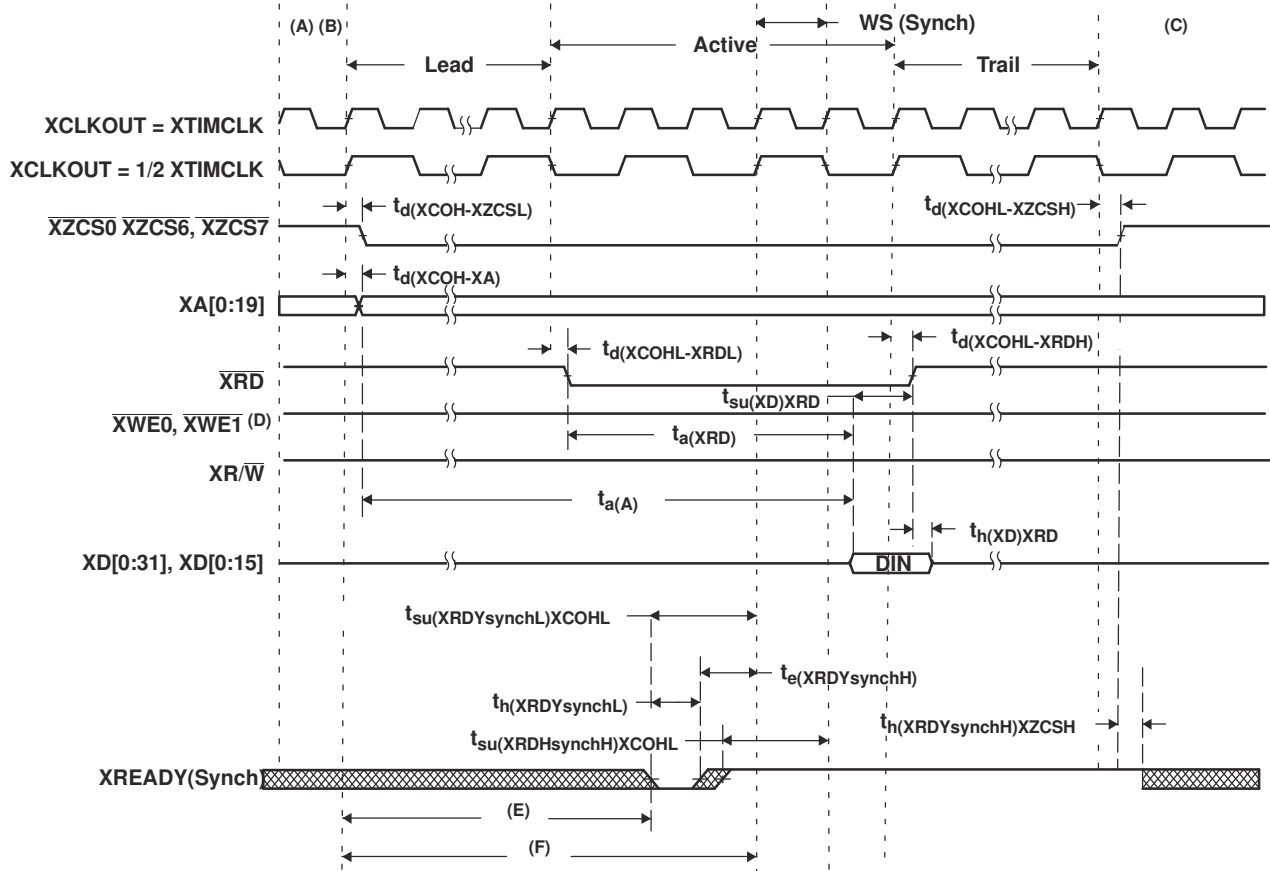 (A) (B)
WS (Synch)
(C)
Active
Lead
Trail
XCLKOUT = XTIMCLK
XCLKOUT = 1/2 XTIMCLK
td(XCOH-XZCSL)
td(XCOHL-XZCSH)
XZCS0 XZCS6, XZCS7
td(XCOH-XA)
XA[0:19]
td(XCOHL-XRDL)
td(XCOHL-XRDH)
XRD
tsu(XD)XRD
XWE0, XWE1 (D)
ta(XRD)
XR/W
ta(A)
th(XD)XRD
XD[0:31], XD[0:15]
DIN
tsu(XRDYsynchL)XCOHL
te(XRDYsynchH)
th(XRDYsynchL)
th(XRDYsynchH)XZCSH
tsu(XRDHsynchH)XCOHL
XREADY(Synch)
(E)
(F)